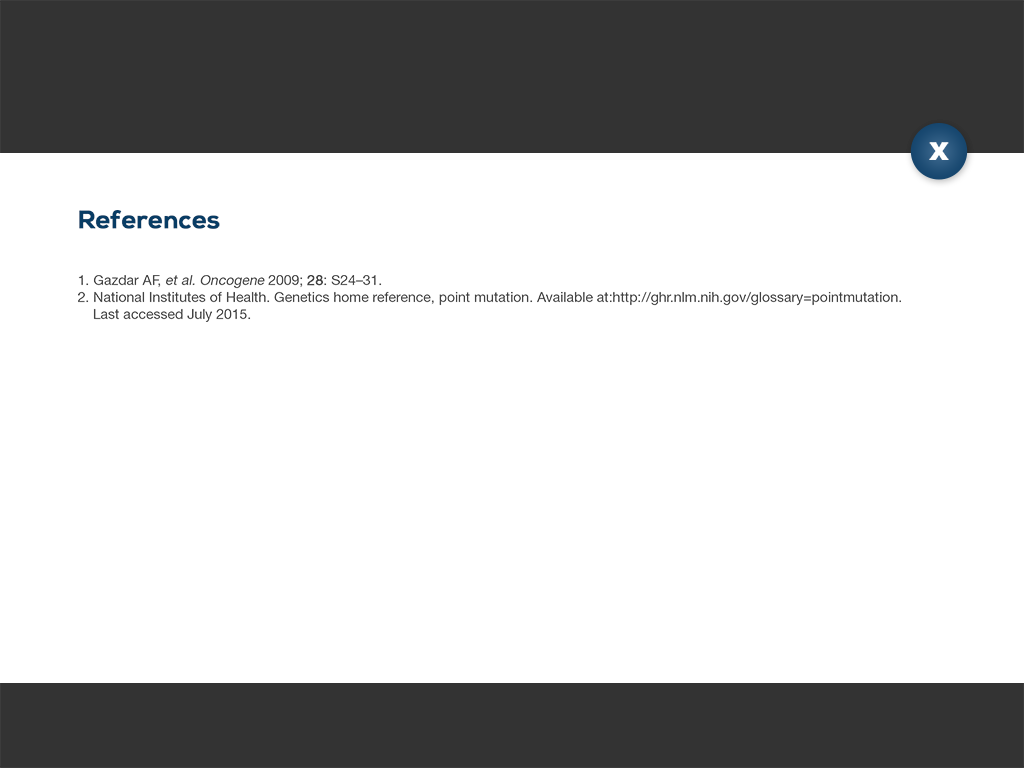 X
References
1. Gazdar AF, et al. Oncogene 2009; 28: S24–31.
2. National Institutes of Health. Genetics home reference, point mutation. Available at:http://ghr.nlm.nih.gov/glossary=pointmutation.
Last accessed July 2015.